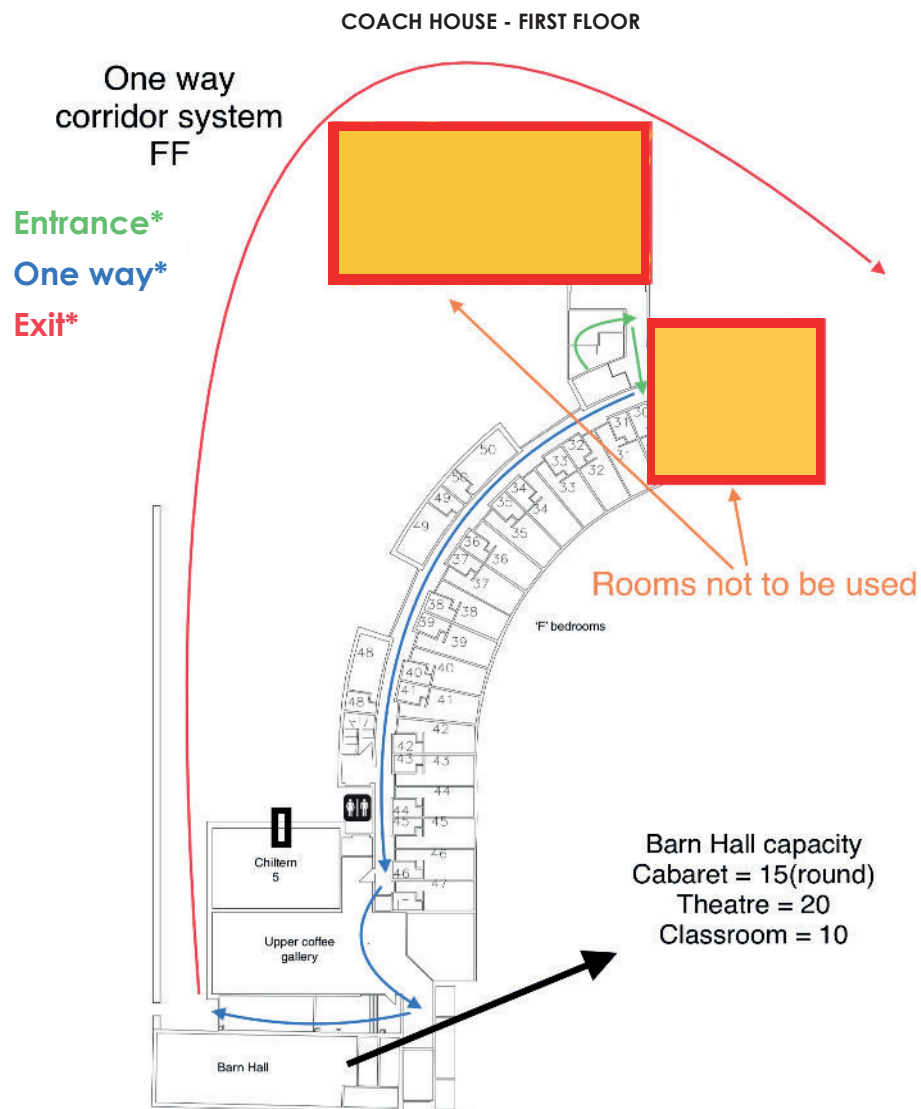 COACH HOUSE - FIRST FLOOR
One way
corridor system
FF
Entrance*
One way*
Exit*
50
50
49
49
31
30
31
32
32
33
33
34
34
35
35
36
36
37
37
38
38
39
39
40
40
41
41
42
42
43
43
44
44
45
45
46
46
47
48
48
Rooms not to be used
'F' bedrooms
Chiltern
5
Upper coffee
gallery
Barn Hall
Barn Hall capacity
Cabaret = 15(round)
Theatre = 20
Classroom = 10